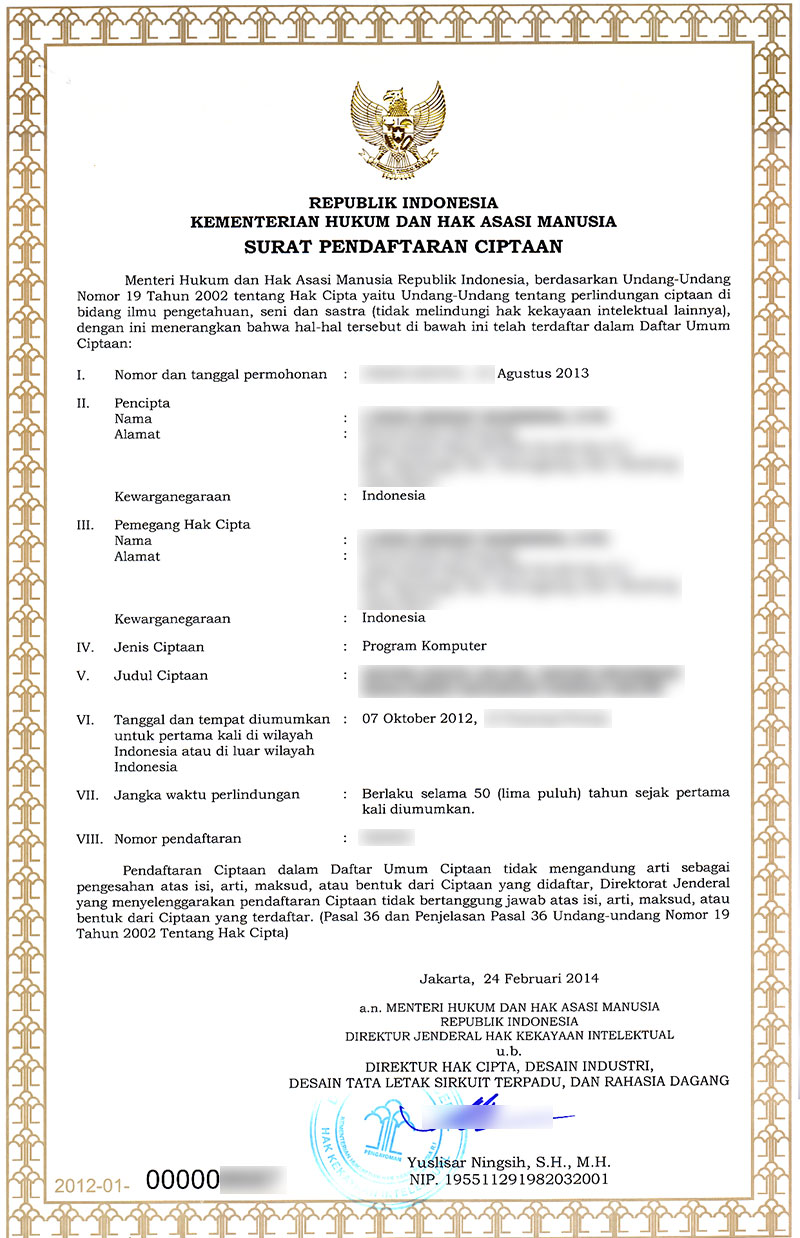 REPUBLIK INDONESIA
KEMENTERIAN HUKUM DAN HAK ASASI MANUSIA
SURAT PENDAFTARAN CIPTAAN
Menteri Hukum dan Hak Asasi Manusia Republik Indonesia, berdasarkan Undang-Undang
Nomor 19 Tahun 2002 tentang Hak Cipta yaitu Undang-Undang tentang perlindungan ciptaan di
bidang ilmu pengetahuan, seni dan sastra (tidak melindungi hak kekayaan intelektual lainnya),
dengan ini menerangkan bahwa hal-hal tersebut di bawah ini telah terdaftar dalam Daftar Umum
Ciptaan:
I. Nomor dan tanggal permohonan : Agustus 2013
II. Pencipta
Nama :
Alamat :
Kewarganegaraan : Indonesia
III. Pemegang Hak Cipta
Nama :
Alamat :
Kewarganegaraan : Indonesia
IV. Jenis Ciptaan : Program Komputer
V. Judul Ciptaan :
VI. Tanggal dan tempat diumumkan : 07 Oktober 2012,
untuk pertama kali di wilayah
Indonesia atau di luar wilayah
Indonesia
VII. Jangka waktu perlindungan : Berlaku selama 50 (lima puluh) tahun sejak pertama
kali diumumkan.
VIII. Nomor pendaftaran :
Pendaftaran Ciptaan dalam Daftar Umum Ciptaan tidak mengandung arti sebagai
pengesahan atas isi, arti, maksud, atau bentuk dari Ciptaan yang didaftar, Direktorat Jenderal
yang menyelenggarakan pendaftaran Ciptaan tidak bertanggung jawab atas isi, arti, maksud, atau
bentuk dari Ciptaan yang terdaftar. (Pasal 36 dan Penjelasan Pasal 36 Undang-undang Nomor 19
Tahun 2002 Tentang Hak Cipta)
Jakarta, 24 Februari 2014
a.n. MENTERI HUKUM DAN HAK ASASI MANUSIA
REPUBLIK INDONESIA
DIREKTUR JENDERAL HAK KEKAYAAN INTELEKTUAL
u.b.
DIREKTUR HAK CIPTA, DESAIN INDUSTRI,
DESAIN TATA LETAK SIRKUIT TERPADU, DAN RAHASIA DAGANG
PENGAYOMAN
Yuslisar Ningsih, S.H., M.H.
NIP. 195511291982032001
2012-01- 00000